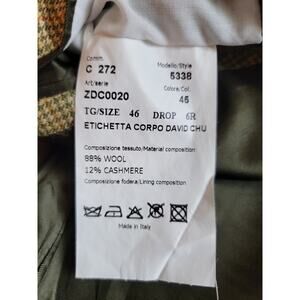 Comm.
C 272
Modello/Style
5338
Art/serie
ZDC0020
Colore/Col.
45
TG/SIZE 46 DROP 6R
ETICHETTA CORPO DAVID CHU
Composizione tessuto/Material composition:
88% WOOL
12% CASHMERE
Composizione fodera/Lining composition:
Made in Italy